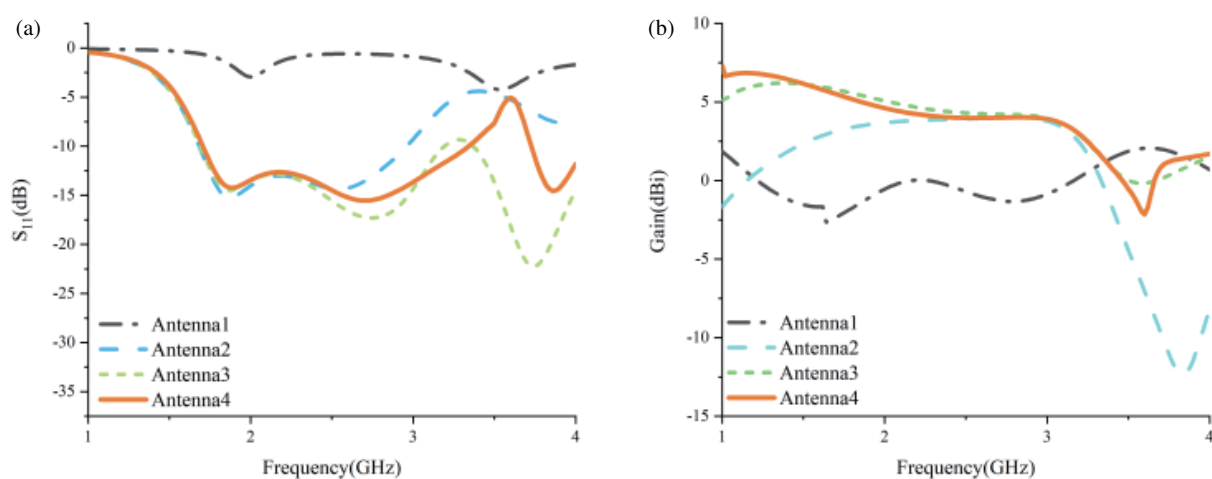 (a)
0
-5
-10
-15
-20
-25
-30
-35
S11(dB)
Antenna1
Antenna2
Antenna3
Antenna4
1
2
3
4
Frequency(GHz)
(b)
10
5
0
-5
-10
-15
Gain(dBi)
Antenna1
Antenna2
Antenna3
Antenna4
1
2
3
4
Frequency(GHz)